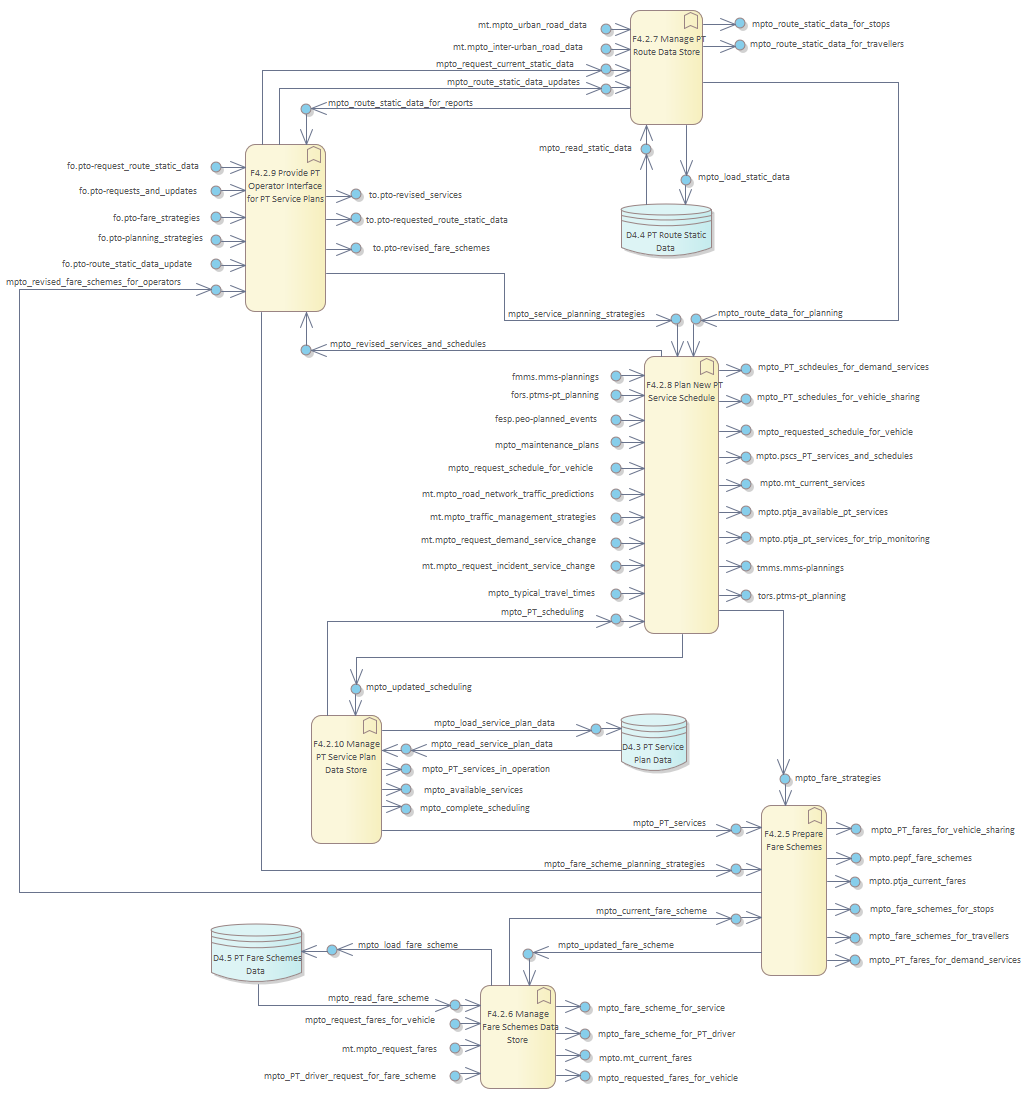 mt.mpto_urban_road_data
mt.mpto_inter-urban_road_data
mpto_request_current_static_data
mpto_route_static_data_updates
mpto_route_static_data_for_reports
F4.2.7 Manage PT
Route Data Store
mpto_route_static_data_for_stops
mpto_route_static_data_for_travellers
mpto_read_static_data
mpto_load_static_data
D4.4 PT Route Static
Data
fo.pto-request_route_static_data
fo.pto-requests_and_updates
fo.pto-fare_strategies
fo.pto-planning_strategies
fo.pto-route_static_data_update
mpto_revised_fare_schemes_for_operators
F4.2.9 Provide PT
Operator Interface
for PT Service Plans
to.pto-revised_services
to.pto-requested_route_static_data
to.pto-revised_fare_schemes
mpto_service_planning_strategies
mpto_route_data_for_planning
mpto_revised_services_and_schedules
fmms.mms-plannings
fors.ptms-pt_planning
fesp.peo-planned_events
mpto_maintenance_plans
mpto_request_schedule_for_vehicle
mt.mpto_road_network_traffic_predictions
mt.mpto_traffic_management_strategies
mt.mpto_request_demand_service_change
mt.mpto_request_incident_service_change
mpto_typical_travel_times
mpto_PT_scheduling
F4.2.8 Plan New PT
Service Schedule
mpto_PT_schdeules_for_demand_services
mpto_PT_schedules_for_vehicle_sharing
mpto_requested_schedule_for_vehicle
mpto.pscs_PT_services_and_schedules
mpto.mt_current_services
mpto.ptja_available_pt_services
mpto.ptja_pt_services_for_trip_monitoring
tmms.mms-plannings
tors.ptms-pt_planning
mpto_updated_scheduling
F4.2.10 Manage
PT Service Plan
Data Store
mpto_load_service_plan_data
mpto_read_service_plan_data
mpto_PT_services_in_operation
mpto_available_services
mpto_complete_scheduling
D4.3 PT Service
Plan Data
mpto_fare_strategies
mpto_PT_services
mpto_fare_scheme_planning_strategies
mpto_current_fare_scheme
mpto_updated_fare_scheme
F4.2.5 Prepare
Fare Schemes
mpto_PT_fares_for_vehicle_sharing
mpto.pepf_fare_schemes
mpto.ptja_current_fares
mpto_fare_schemes_for_stops
mpto_fare_schemes_for_travellers
mpto_PT_fares_for_demand_services
D4.5 PT Fare Schemes
Data
mpto_load_fare_scheme
mpto_read_fare_scheme
mpto_request_fares_for_vehicle
mt.mpto_request_fares
mpto_PT_driver_request_for_fare_scheme
F4.2.6 Manage
Fare Schemes Data
Store
mpto_fare_scheme_for_service
mpto_fare_scheme_for_PT_driver
mpto.mt_current_fares
mpto_requested_fares_for_vehicle